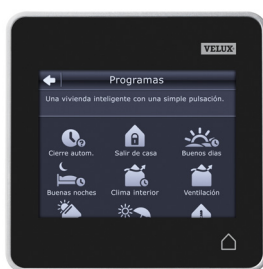 VELUX
Programas
Una vivienda inteligente con una simple pulsación.
Cierre autom.
Salir de casa
Buenos días
Buenas noches
Clima interior
Ventilación